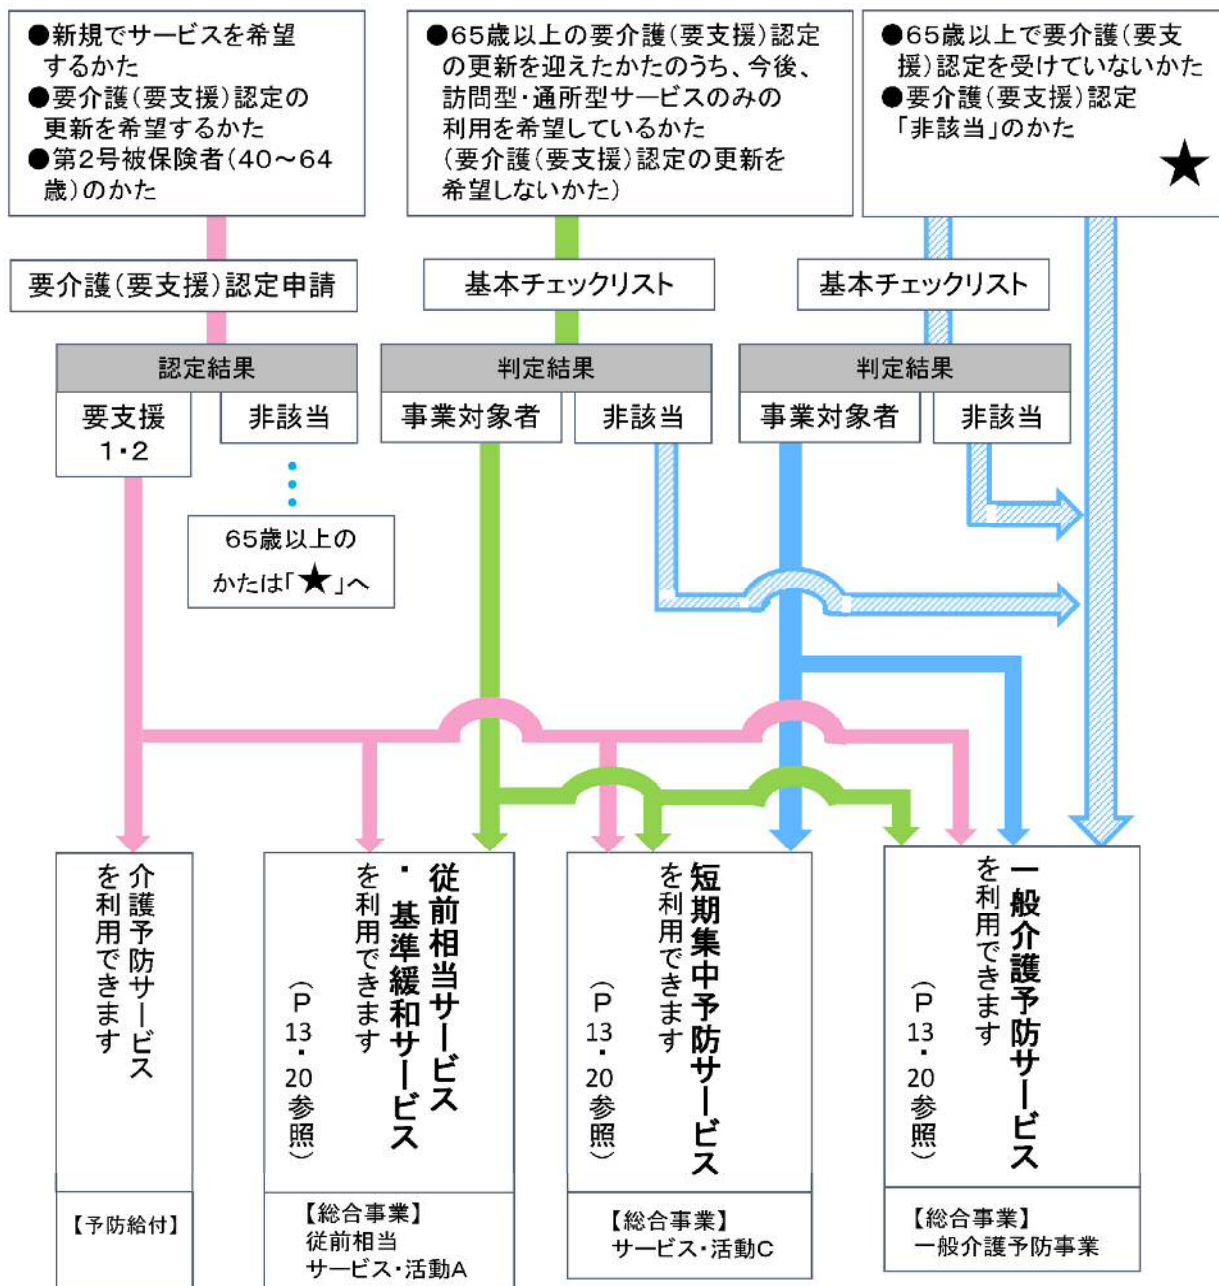 ●新規でサービスを希望
するかた
●要介護(要支援)認定の
更新を希望するかた
●第2号被保険者(40～64
歳)のかた
●65歳以上の要介護(要支援)認定
の更新を迎えたかたのうち、今後、
訪問型・通所型サービスのみの
利用を希望しているかた
(要介護(要支援)認定の更新を
希望しないかた)
●65歳以上で要介護(要支
援)認定を受けていないかた
●要介護(要支援)認定
「非該当」のかた
★
要介護(要支援)認定申請
基本チェックリスト
基本チェックリスト
認定結果
要支援
1・2
非該当
判定結果
事業対象者
非該当
判定結果
事業対象者
非該当
65歳以上の
かたは「★」へ
介護予防サービス
を利用できます
【予防給付】
従前相当サービス
・基準緩和サービス
を利用できます
(P13・20参照)
【総合事業】
従前相当
サービス・活動A
短期集中予防サービス
を利用できます
(P13・20参照)
【総合事業】
サービス・活動C
一般介護予防サービス
を利用できます
(P13・20参照)
【総合事業】
一般介護予防事業